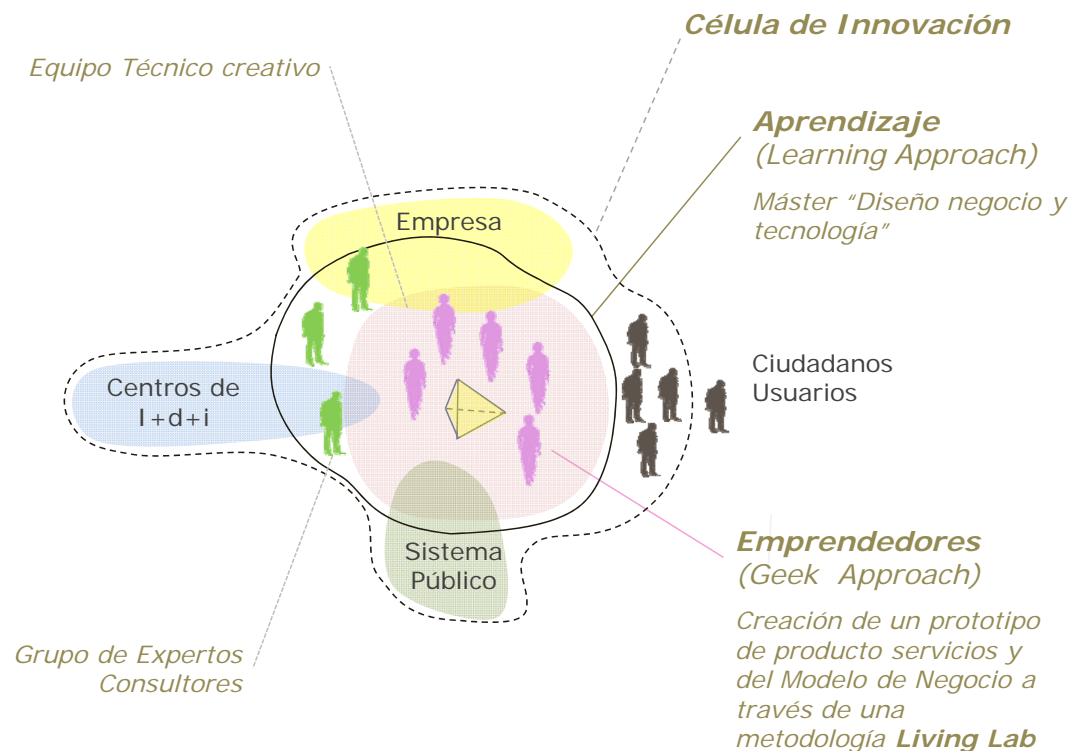 Célula de Innovación
Equipo Técnico creativo
Aprendizaje
(Learning Approach)
Máster “Diseño negocio y
tecnología”
Empresa
Ciudadanos
Usuarios
Centros de
I+d+i
Sistema
Público
Emprendedores
(Geek Approach)
Creación de un prototipo
de producto servicios y
del Modelo de Negocio a
través de una
metodología Living Lab
Grupo de Expertos
Consultores